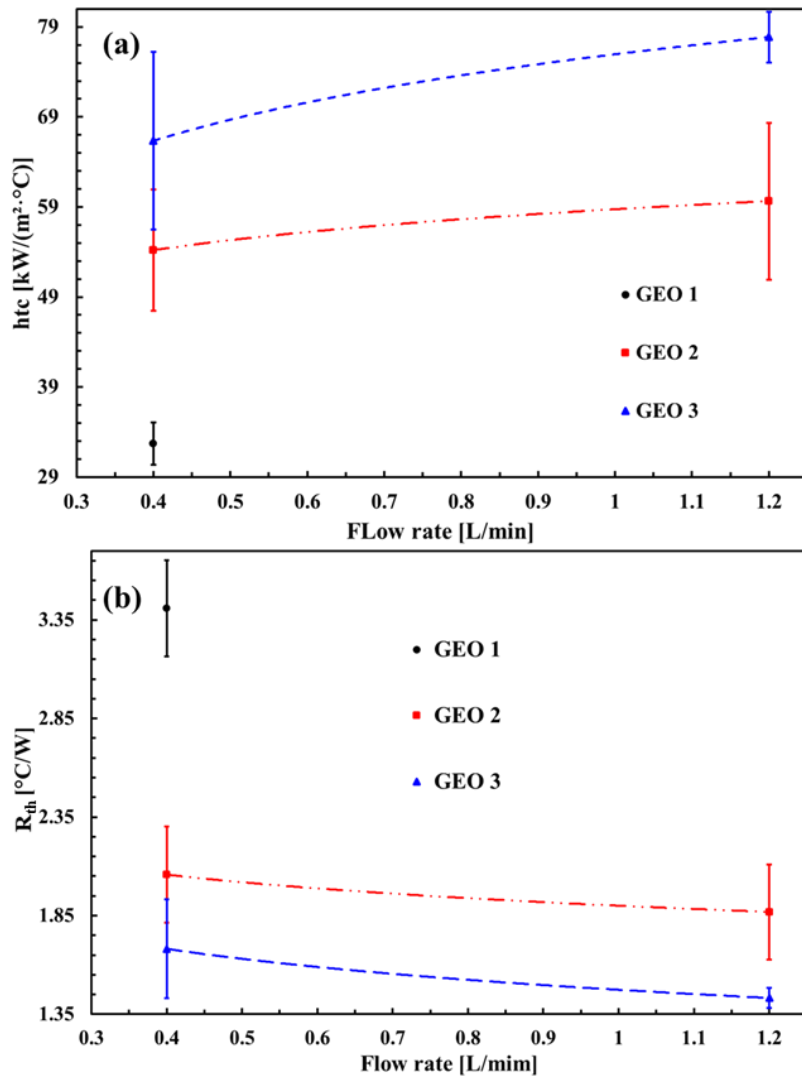 (a)
htc [kW/(m²·°C)]
79
69
59
49
39
29
GEO 1
GEO 2
GEO 3
0.3 0.4 0.5 0.6 0.7 0.8 0.9 1 1.1 1.2
FLow rate [L/min]
(b)
Rth [°C/W]
3.35
2.85
2.35
1.85
1.35
GEO 1
GEO 2
GEO 3
0.3 0.4 0.5 0.6 0.7 0.8 0.9 1 1.1 1.2
Flow rate [L/mim]